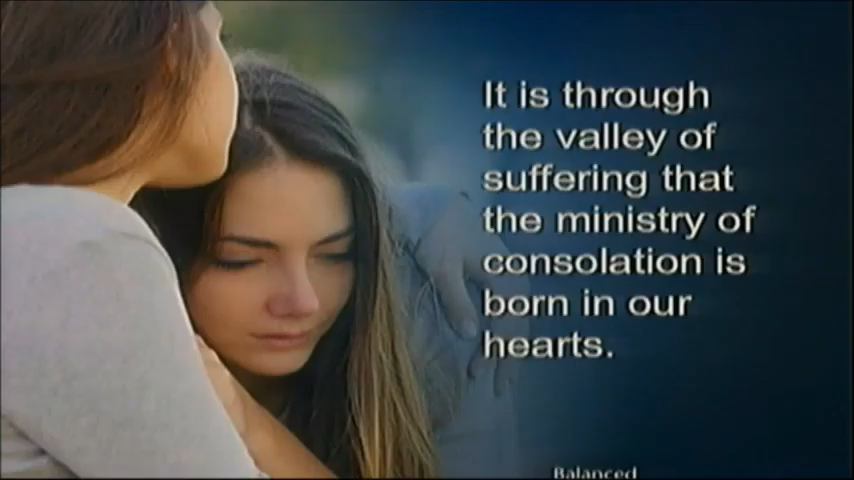 It is through
the valley of
suffering that
the ministry of
consolation is
born in our
hearts.
Balanced